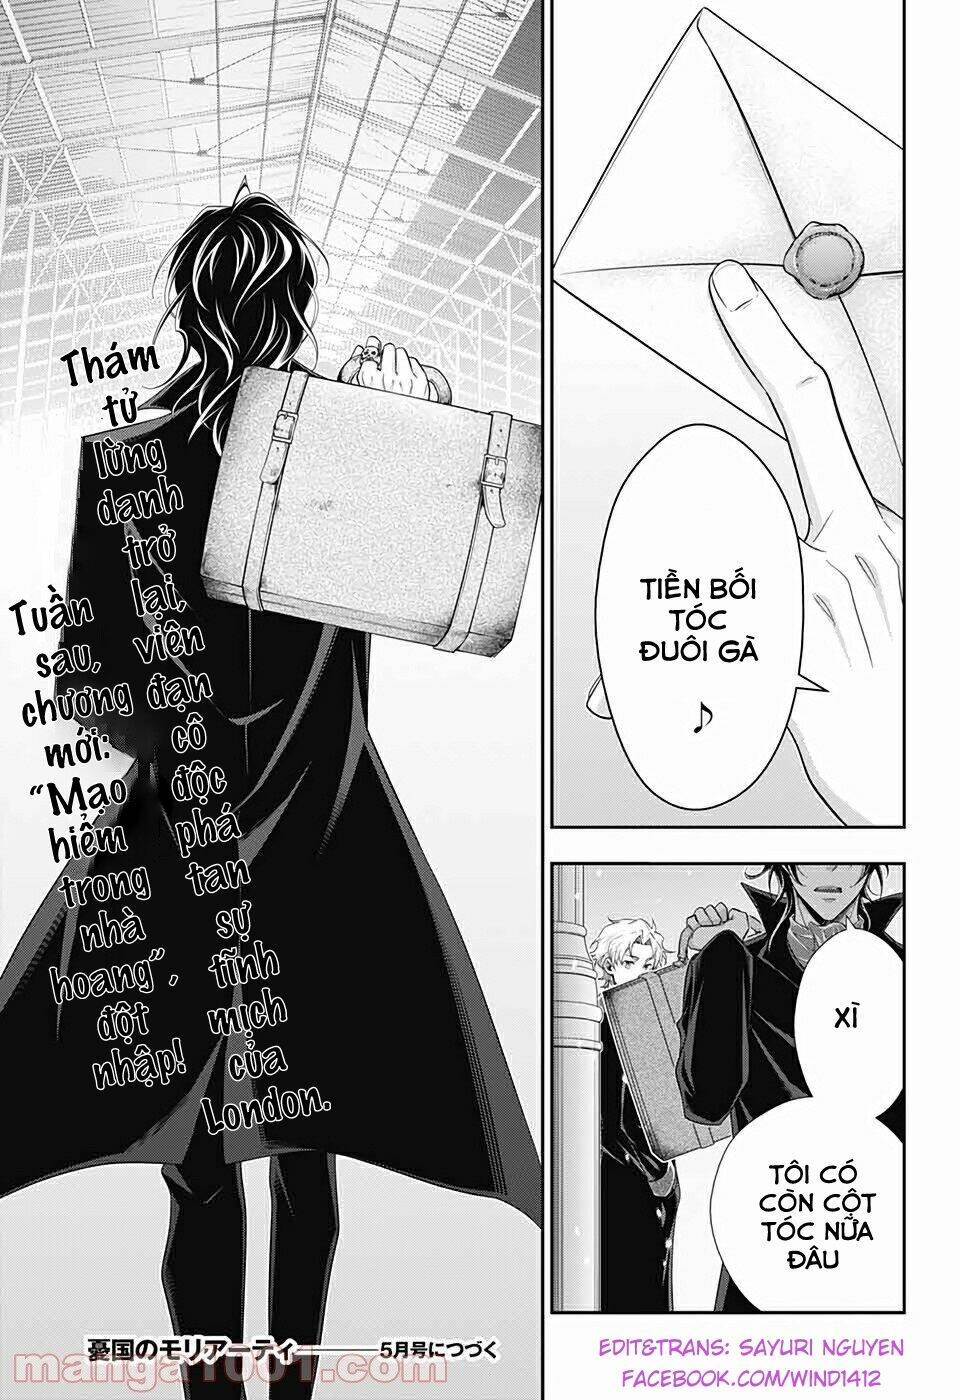 TIỀN BỐI
TÓC
ĐUÔI GÀ
♪
XÌ
TÔI CÓ
CÒN CỘT
TÓC NỮA
ĐÂU
Thám
tử
lừng
danh
trở
lại,
viên
đạn
cô
độc
phá
tan
sự
tĩnh
mịch
của
London.
Tuần
sau,
chương
mới:
“Mạo
hiểm
trong
nhà
hoang”,
đột
nhập!
憂国のモリアーティ――――5月号につづく
manga1001.com
EDIT&TRANS: SAYURI NGUYEN
FACEBOOK.COM/WIND1412